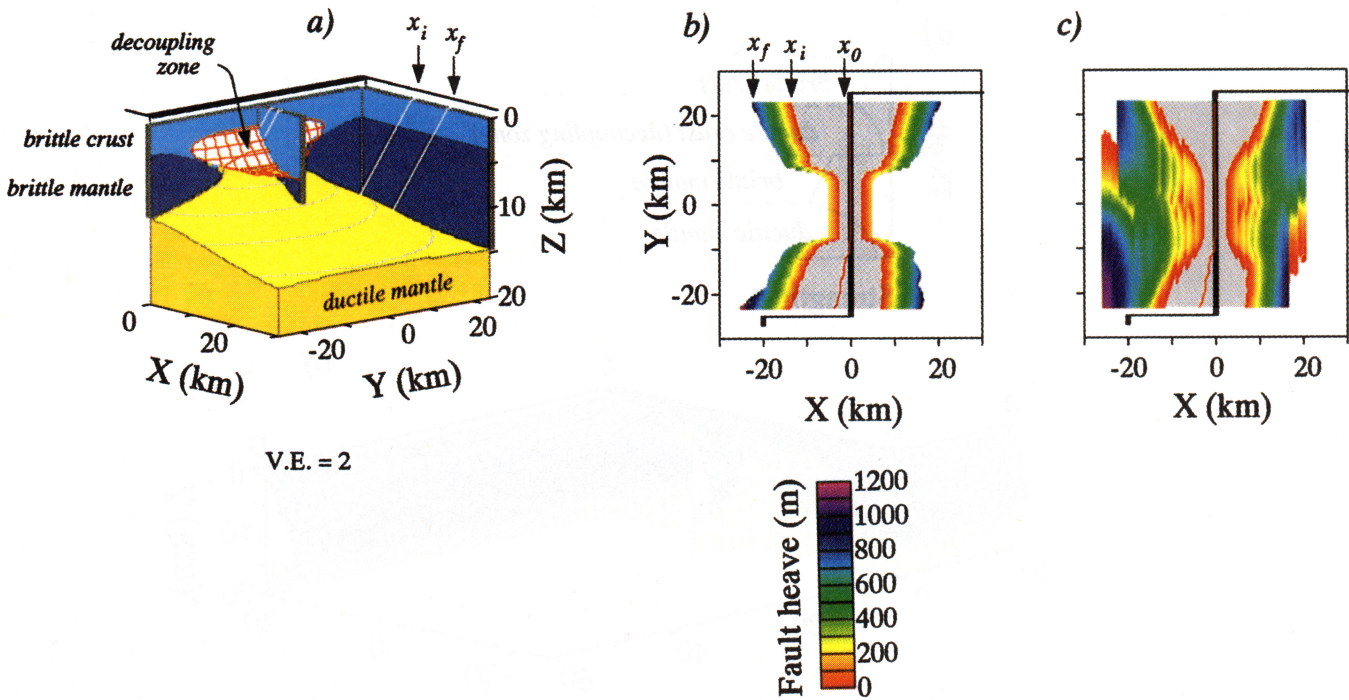 a)
x_i
x_f
decoupling
zone
brittle crust
brittle mantle
ductile mantle
0
10
20
Z (km)
0
20
X (km)
-20
0
20
Y (km)
V.E. = 2
b)
x_f
x_i
x_0
20
0
-20
Y (km)
-20
0
20
X (km)
c)
-20
0
20
X (km)
Fault heave (m)
1200
1000
800
600
400
200
0